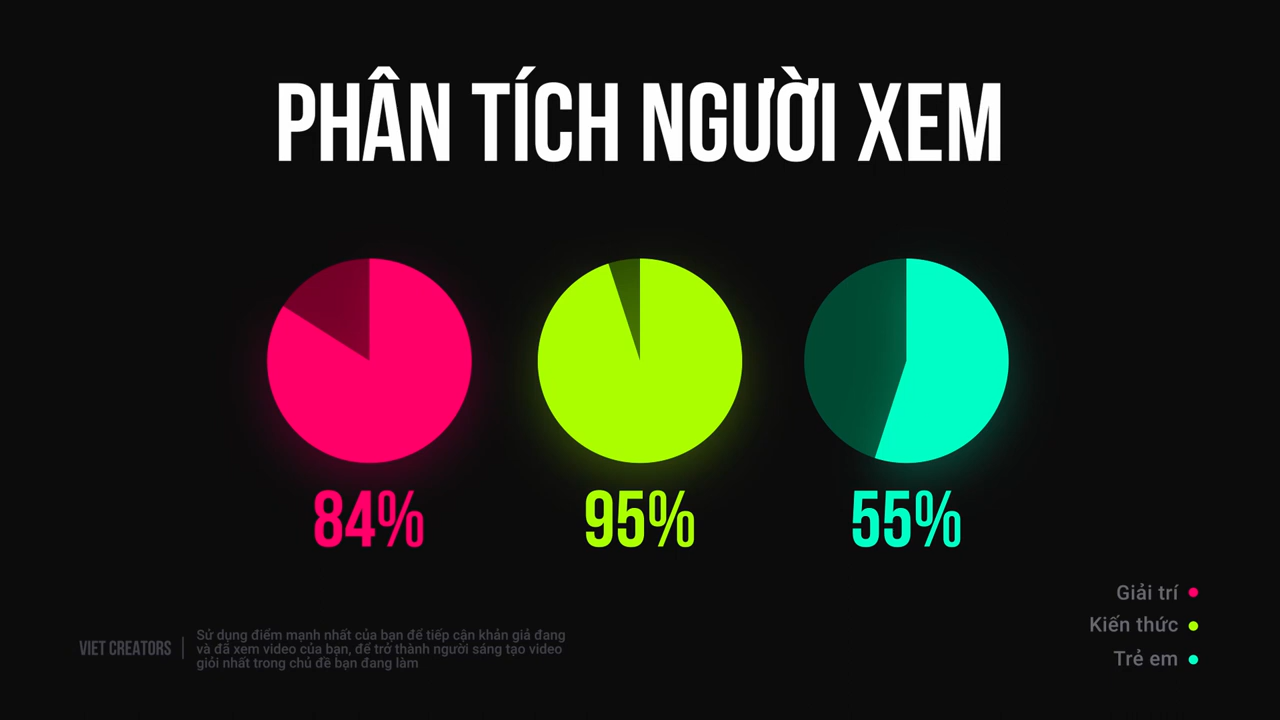 PHÂN TÍCH NGƯỜI XEM
84%
95%
55%
Giải trí
Kiến thức
Trẻ em
VIET CREATORS
Sử dụng điểm mạnh nhất của bạn để tiếp cận khán giả đang
và đã xem video của bạn, để trở thành người sáng tạo video
giỏi nhất trong chủ đề bạn đang làm